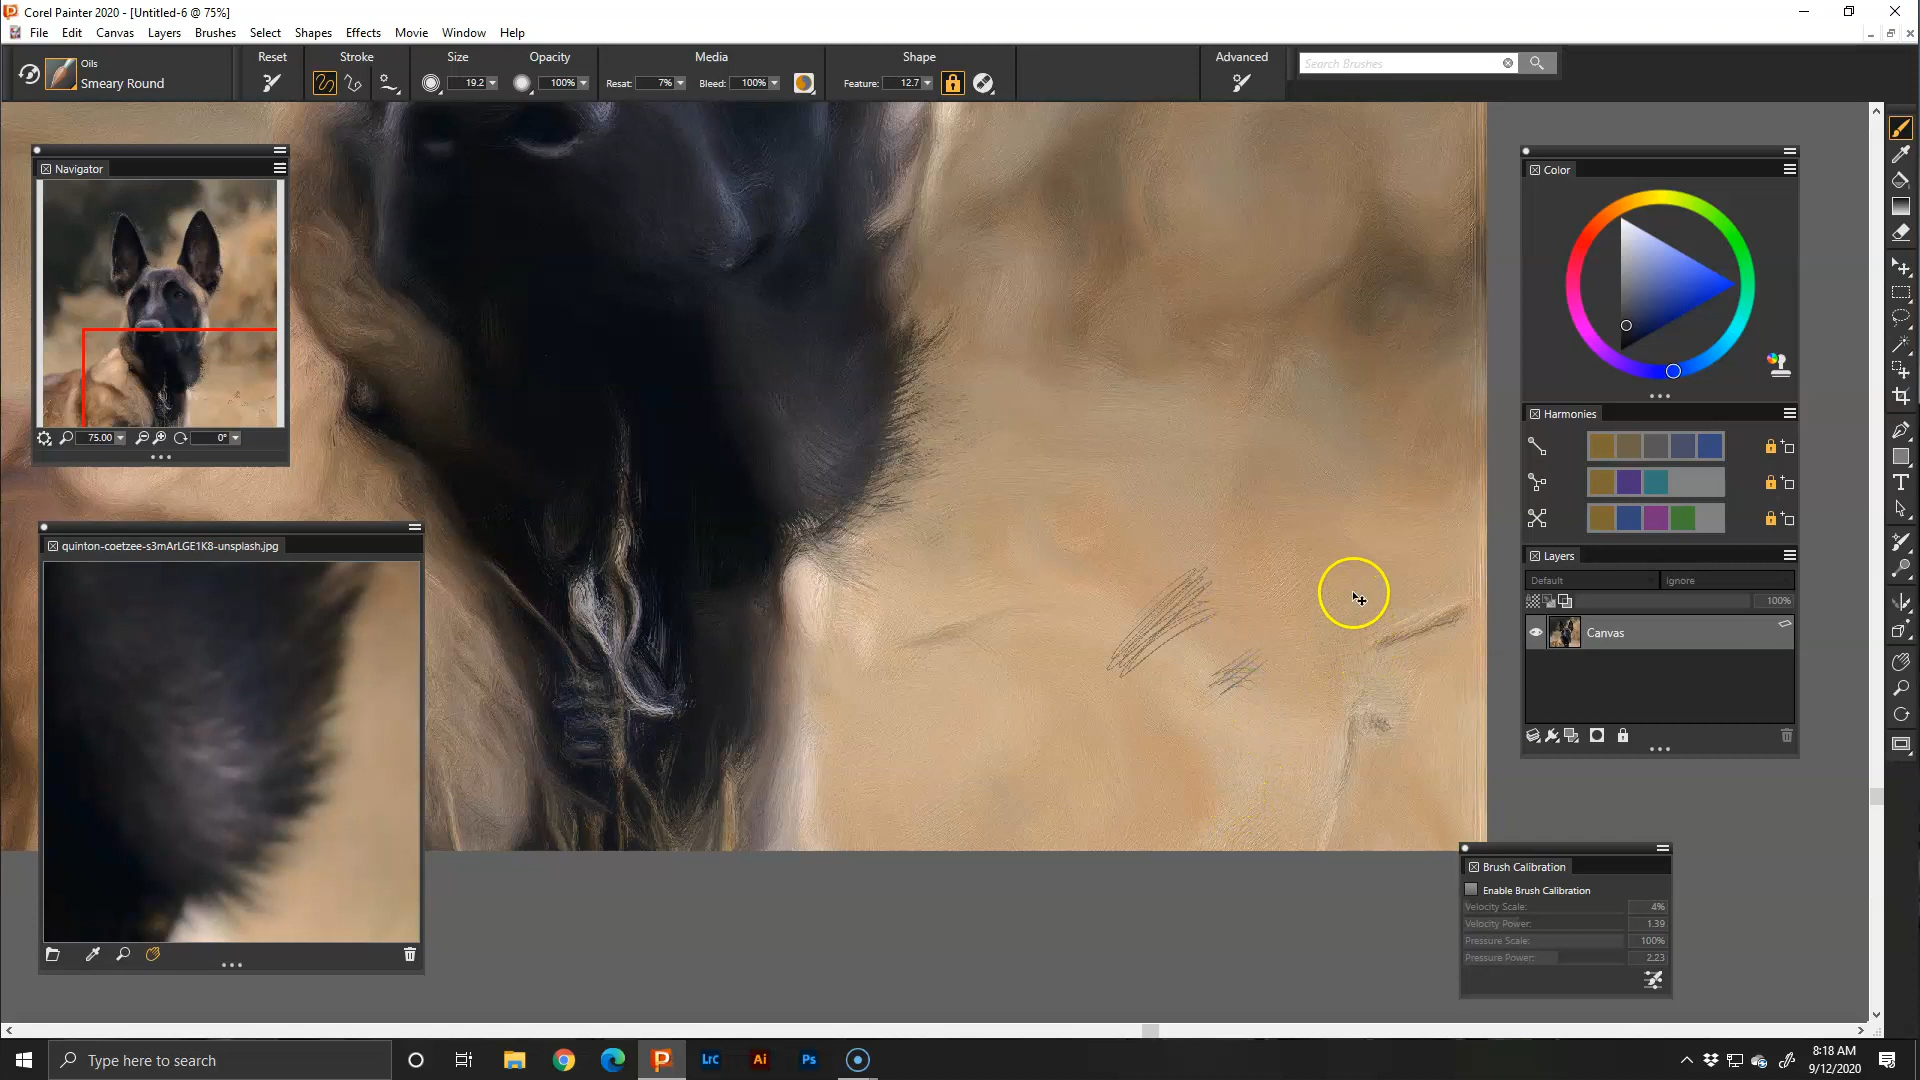 Corel Painter 2020 - [Untitled-6 @ 75%]
File Edit Canvas Layers Brushes Select Shapes Effects Movie Window Help
Oils
Smeary Round
Reset
Stroke
Size
19.2
Opacity
100%
Media
Resat: 7% Bleed: 100%
Shape
Feature: 12.7
Advanced
Search Brushes
Navigator
75.00
0°
quinton-coetzee-s3mArLGE1K8-unsplash.jpg
Color
Harmonies
Layers
Default
Ignore
100%
Canvas
Brush Calibration
Enable Brush Calibration
Velocity Scale: 4%
Velocity Power: 1.39
Pressure Scale: 100%
Pressure Power: 2.23
Type here to search
P
Lrc
Ai
Ps
8:18 AM
9/12/2020